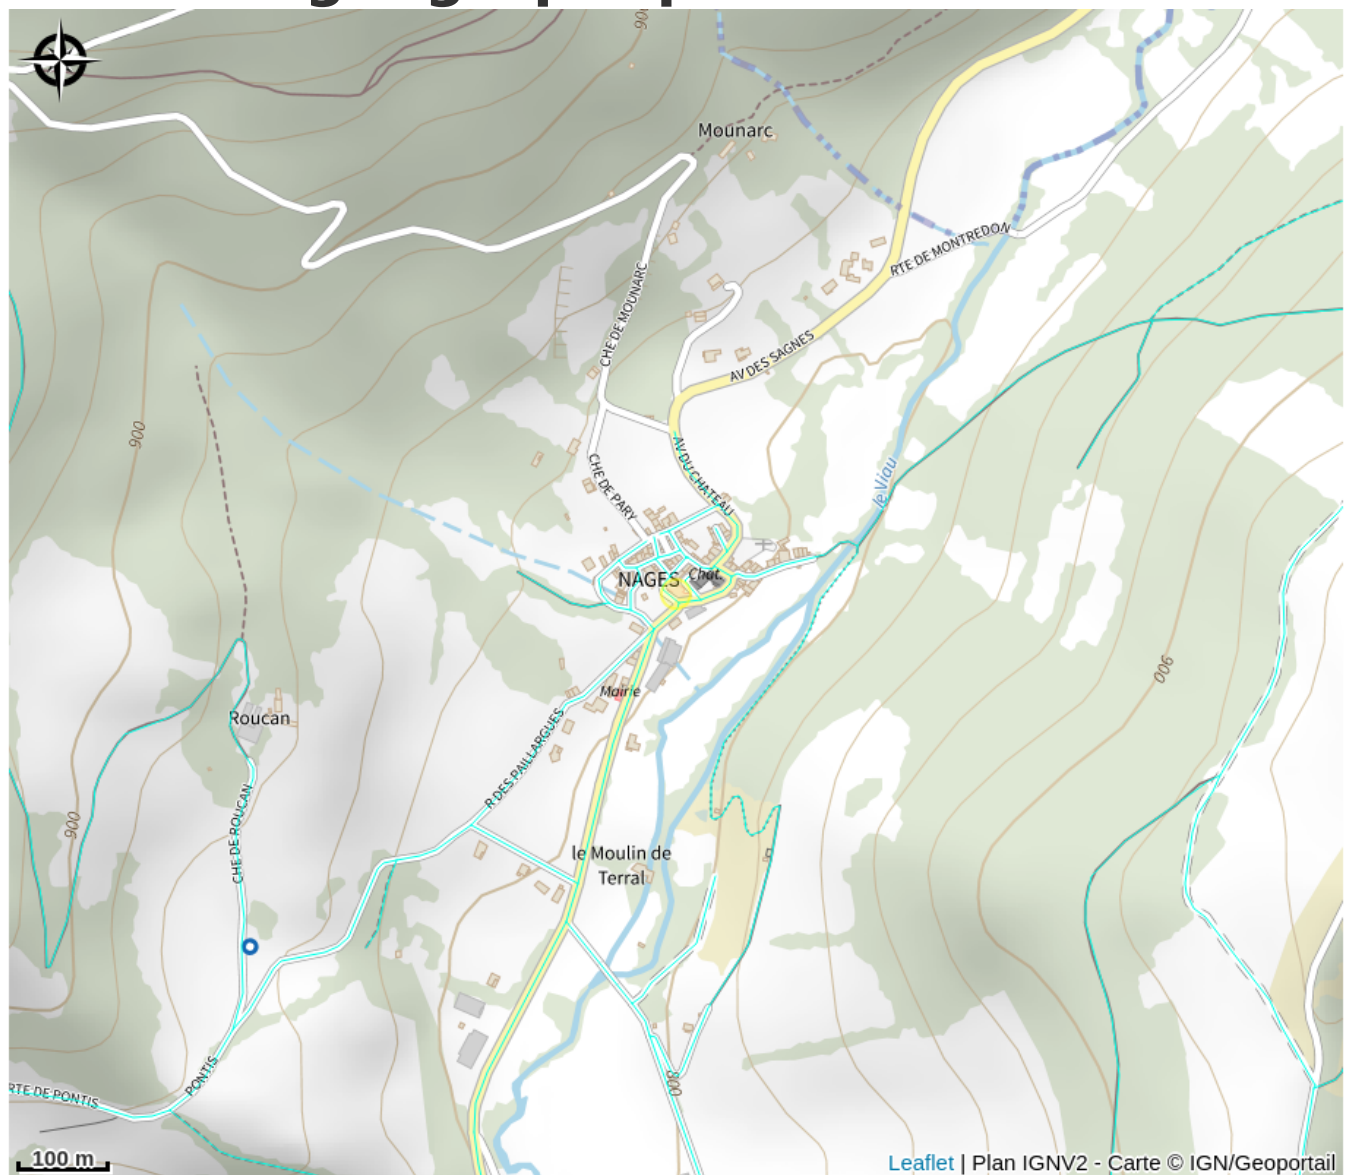 900
Mounarc
RTE DE MONTREDON
CHE DE MOUNARC
AV DES SAGNES
900
AV DU CHATEAU
CHE DE PARY
le Viau
NAGES
Chât.
900
Mairie
Roucan
R DES PAILLARGUES
900
CHE DE ROUCAN
le Moulin de
Terral
PONTIS
800
RTE DE PONTIS
100 m
Leaflet | Plan IGNV2 - Carte © IGN/Geoportail